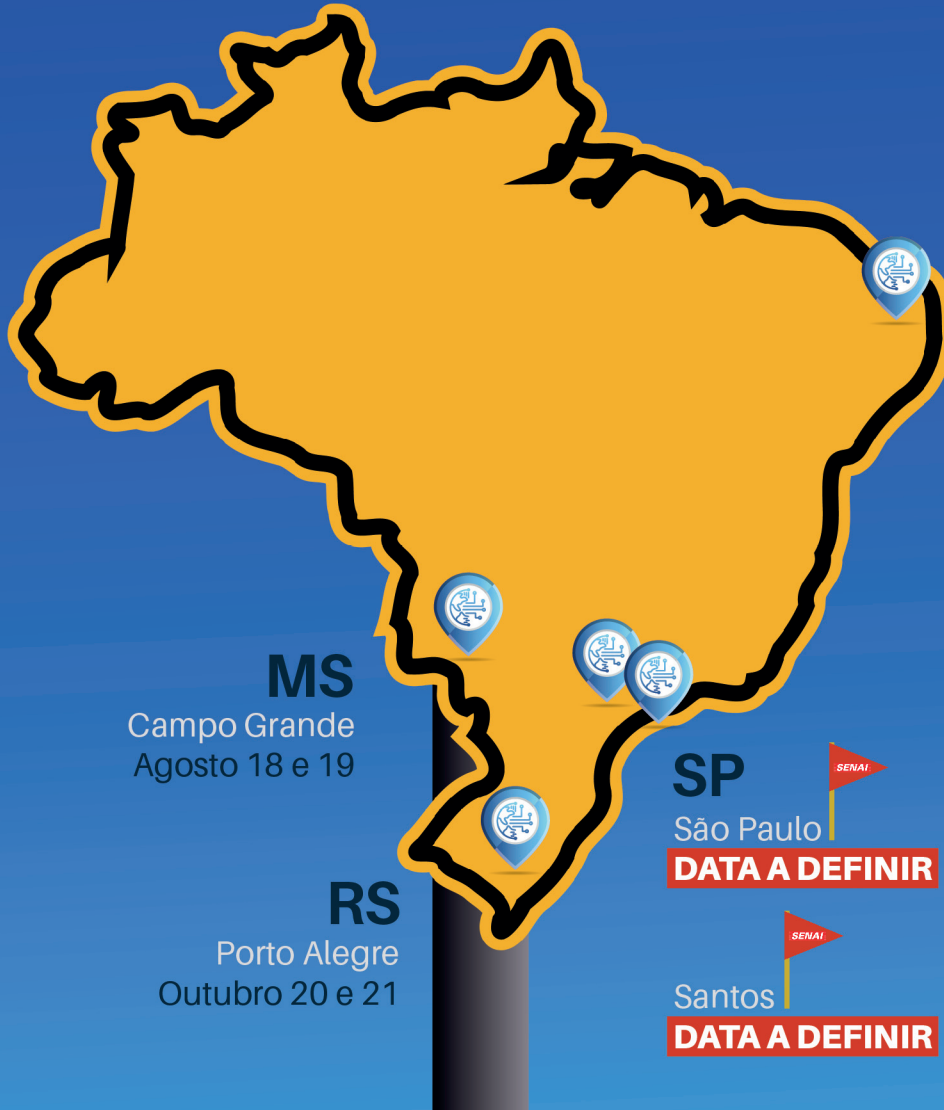 MS
Campo Grande
Agosto 18 e 19
RS
Porto Alegre
Outubro 20 e 21
SP
SENAI
São Paulo
DATA A DEFINIR
SENAI
Santos
DATA A DEFINIR